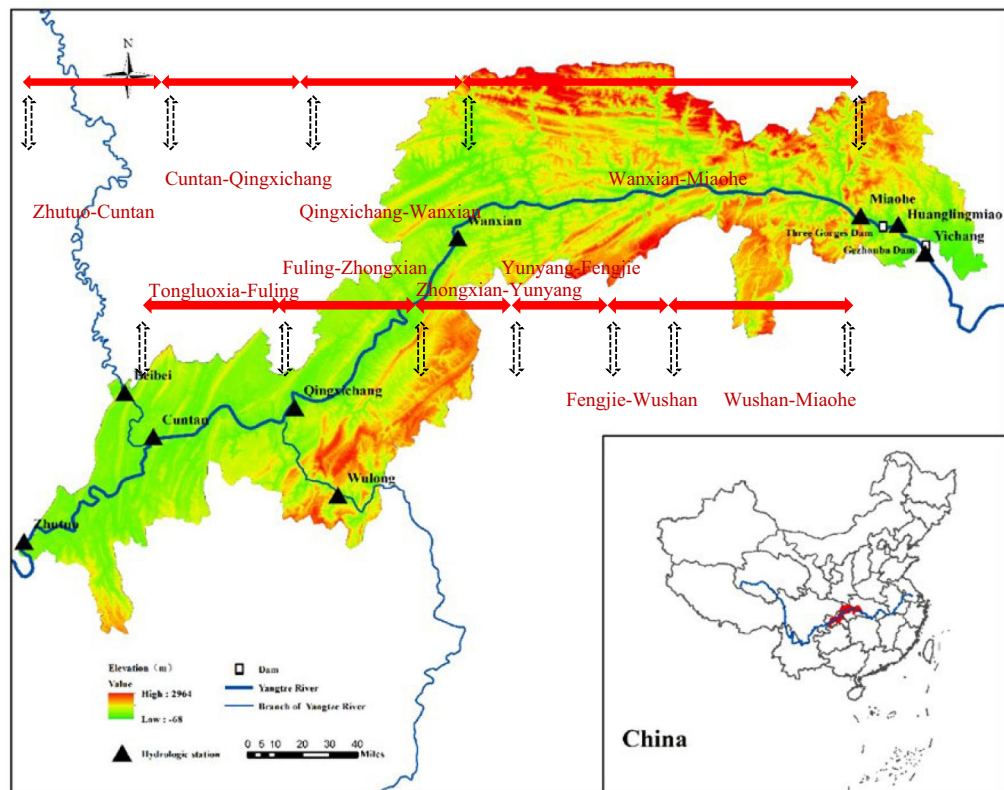 N
Cuntan-Qingxichang
Wanxian-Miaohe
Zhutuo-Cuntan
Qingxichang-Wanxian
Miaohe
Huanglingmiao
Wanxian
Three Gorges Dam
Yichang
Gezhouba Dam
Fuling-Zhongxian
Yunyang-Fengjie
Tongluoxia-Fuling
Zhongxian-Yunyang
Beibei
Fengjie-Wushan
Wushan-Miaohe
Qingxichang
Cuntan
Wulong
Zhutuo
Elevation (m)
Value
High : 2964
Low : -68
Dam
Yangtze River
Branch of Yangtze River
Hydrologic station
0 5 10 20 30 40
Miles
China